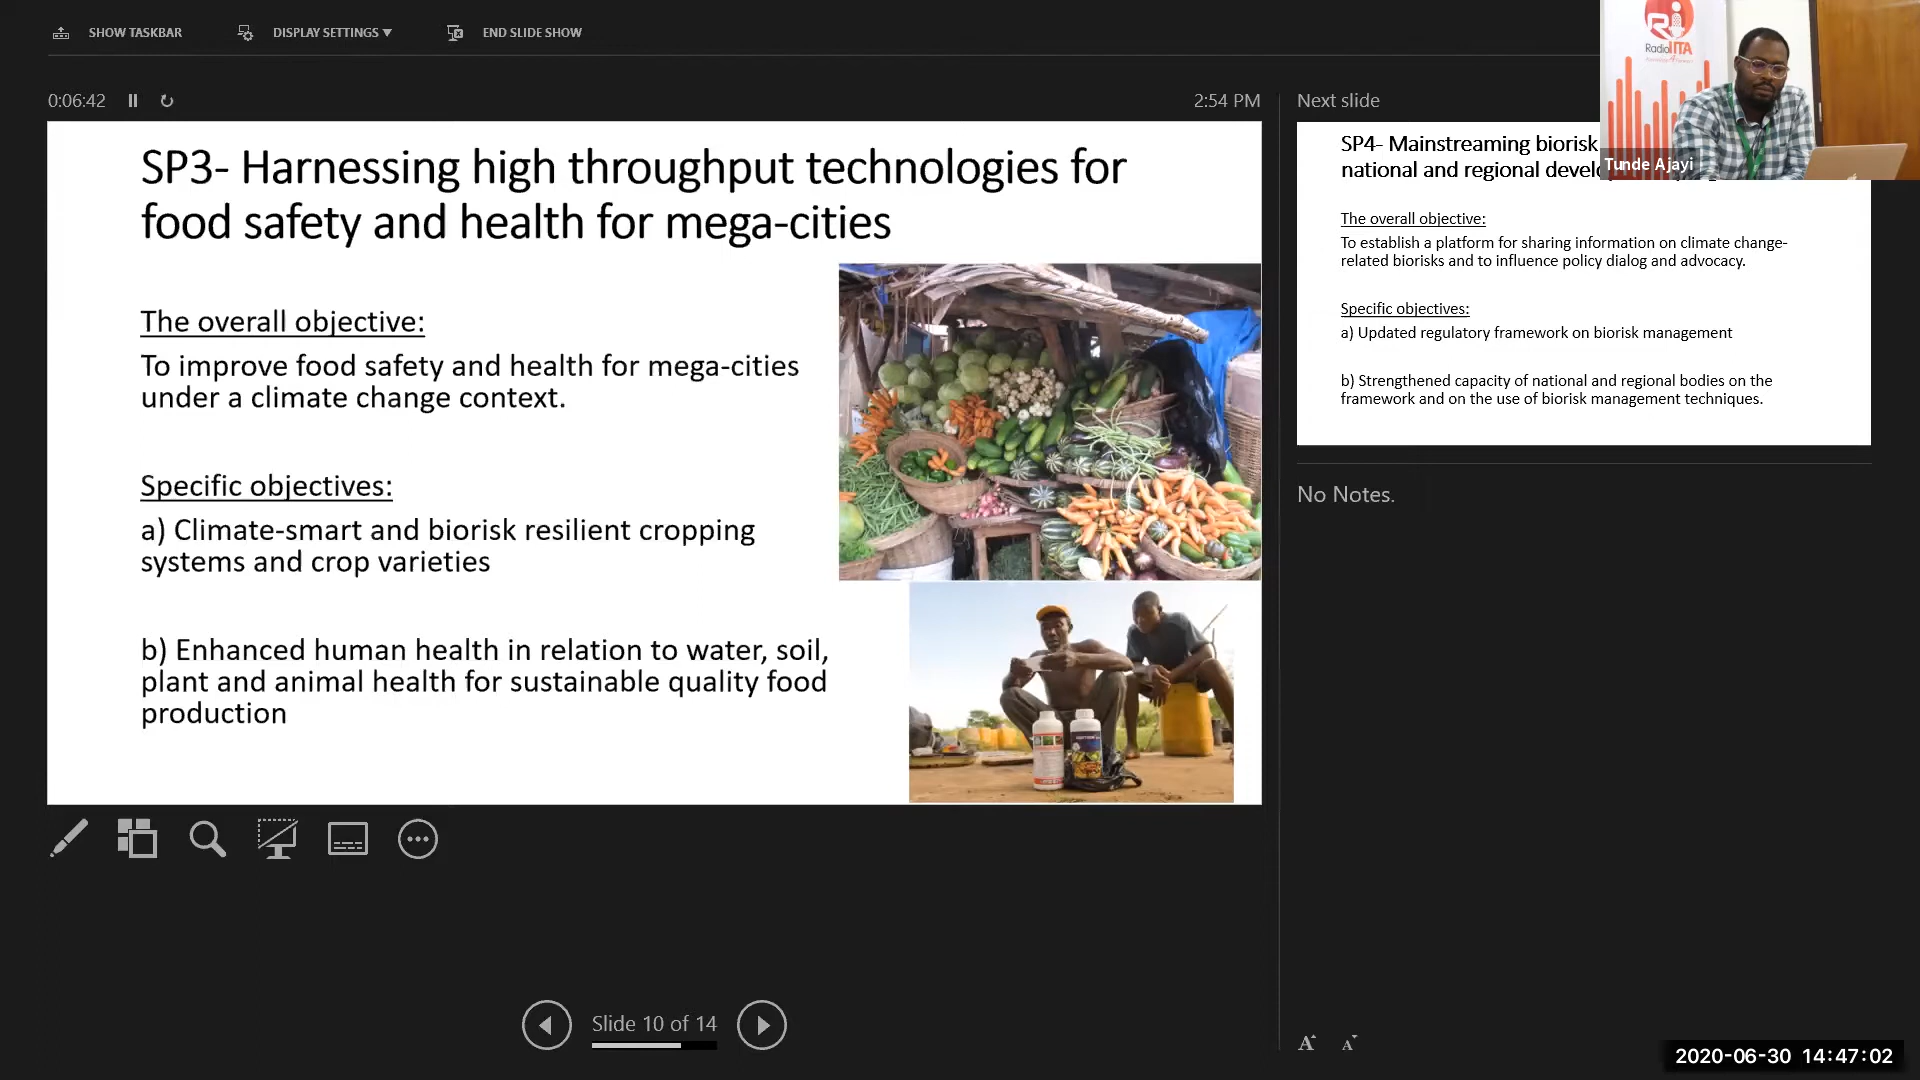 SHOW TASKBAR
DISPLAY SETTINGS ▼
END SLIDE SHOW
0:06:42
2:54 PM
SP3- Harnessing high throughput technologies for
food safety and health for mega-cities
The overall objective:
To improve food safety and health for mega-cities
under a climate change context.
Specific objectives:
a) Climate-smart and biorisk resilient cropping
systems and crop varieties
b) Enhanced human health in relation to water, soil,
plant and animal health for sustainable quality food
production
Slide 10 of 14
Next slide
SP4- Mainstreaming biorisk
national and regional
The overall objective:
To establish a platform for sharing information on climate change-
related biorisks and to influence policy dialog and advocacy.
Specific objectives:
a) Updated regulatory framework on biorisk management
b) Strengthened capacity of national and regional bodies on the
framework and on the use of biorisk management techniques.
No Notes.
Radio IITA
Tunde Ajayi
A A
2020-06-30 14:47:02